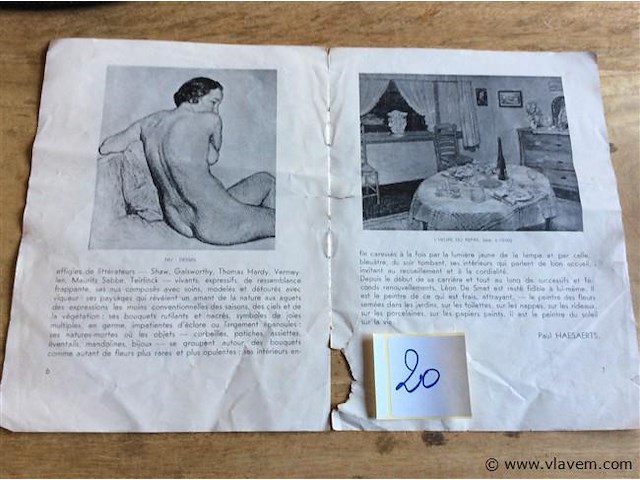 NU - DESSIN
effigies de littérateurs — Shaw, Galsworthy, Thomas Hardy, Vermey-
len, Maurits Sabbe, Teirlinck — vivants, expressifs, de ressemblance
frappante, ses nus composés avec soins, modelés et détourés avec
vigueur : ses paysages qui révèlent un amant de la nature aux aguets
des expressions les moins conventionnelles des saisons, des ciels et de
la végétation ; ses bouquets rutilants et nacrés, symboles de joies
multiples, en germe, impatientes d'éclore ou largement épanouies ;
ses natures-mortes où les objets — corbeilles, potiches, assiettes,
éventails, mandolines, bijoux — se groupent autour des bouquets
comme autant de fleurs plus rares et plus opulentes ; ses intérieurs en-
6
L'HEURE DU REPAS
fin caressés à la fois par la lumière jaune de la lampe et par celle,
bleuâtre, du soir tombant, ses intérieurs qui parlent de bon accueil,
invitent au recueillement et à la cordialité.
Depuis le début de sa carrière et tout au long de successifs et fé-
conds renouvellements, Léon De Smet est resté fidèle à lui-même. Il
est le peintre de ce qui est frais, attrayant, — le peintre des fleurs
semées dans les jardins, sur les toilettes, sur les nappes, sur les rideaux,
sur les porcelaines, sur les papiers peints. Il est le peintre du soleil
sur la vie.
Paul HAESAERTS.
7
20
© www.vlavem.com